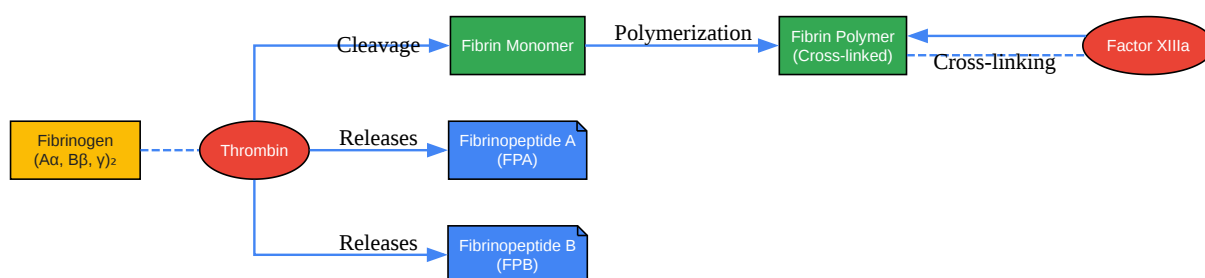 Cleavage
Fibrin Monomer
Polymerization
Fibrin Polymer
(Cross-linked)
Cross-linking
Factor XIIIa
Fibrinogen
(Aα, Bβ, γ)₂
Thrombin
Releases
Fibrinopeptide A
(FPA)
Releases
Fibrinopeptide B
(FPB)